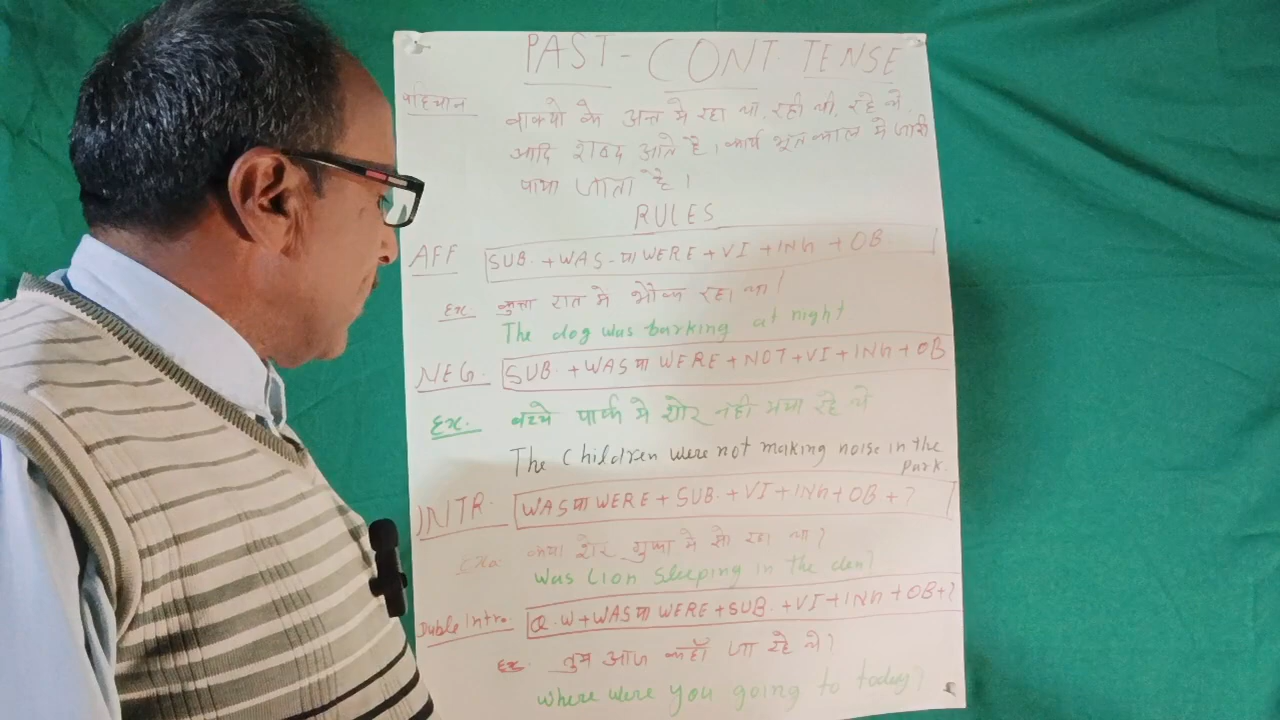 PAST - CONT TENSE
पहिचान
वाक्यो के अन्त मे रहा था, रही थी, रहे थे
आदि शब्द आते है। कार्य भूतकाल मे जारी
पाया जाता है।
RULES
AFF SUB. + WAS - या WERE + VI + ING + OB
Ex. कुत्ता रात मे भौक रहा था।
The dog was barking at night.
NEG. SUB. + WAS या WERE + NOT + VI + ING + OB
Ex. बच्चे पार्क मे शोर नही मचा रहे थे
The Children were not making noise in the
park.
INTR. WAS या WERE + SUB. + VI + ING + OB + ?
Exa. क्या शेर गुफा मे सो रहा था?
Was Lion Sleeping in the den?
Duble Intro. Q.W + WAS या WERE + SUB. + VI + ING + OB + ?
Ex. तुम आज कहाँ जा रहे थे?
Where were you going to today?